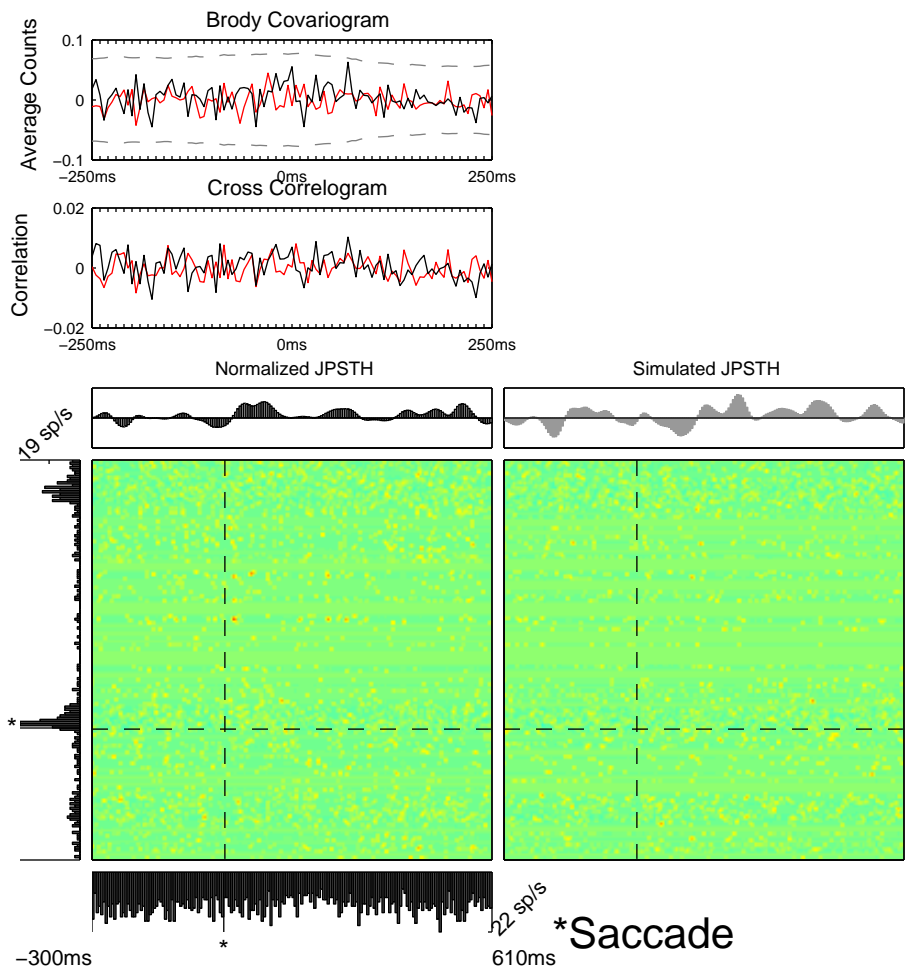 Brody Covariogram
0.1
Average Counts
0
−0.1
−250ms
0ms
250ms
Cross Correlogram
0.02
Correlation
0
−0.02
−250ms
0ms
250ms
Normalized JPSTH
Simulated JPSTH
19 sp/s
*
22 sp/s
*
*Saccade
−300ms
610ms